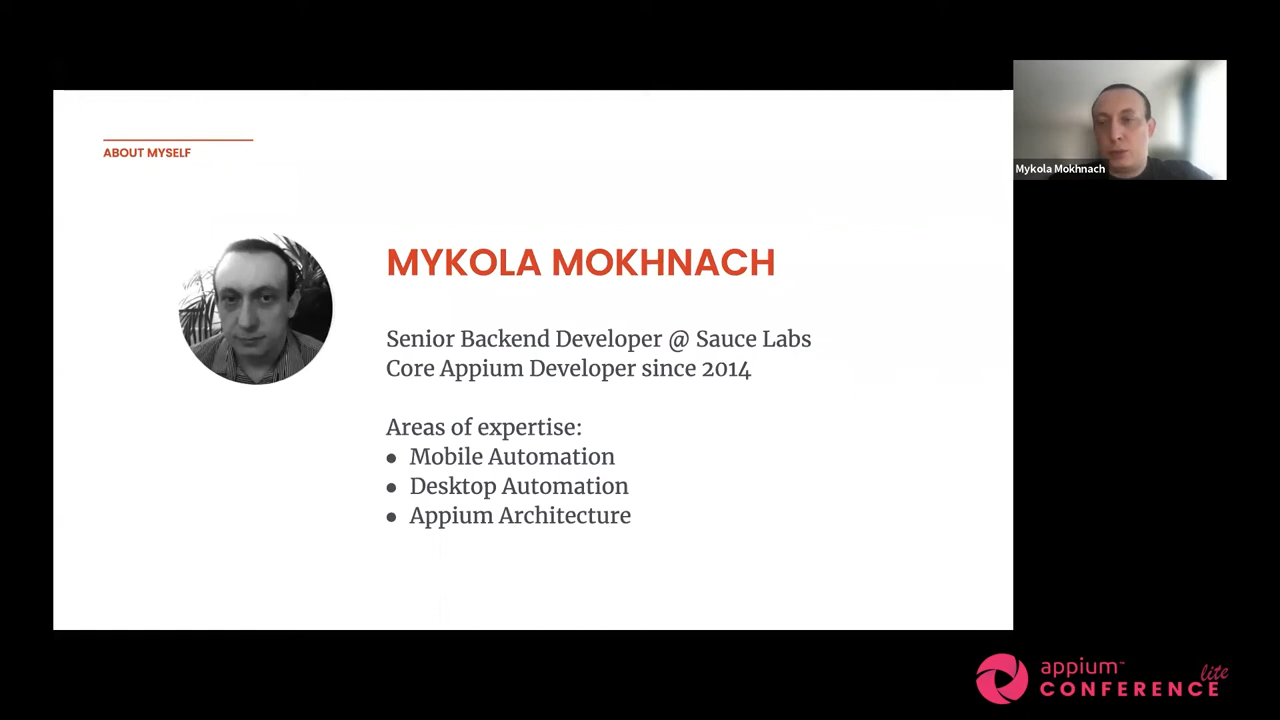 ABOUT MYSELF
MYKOLA MOKHNACH
Senior Backend Developer @ Sauce Labs
Core Appium Developer since 2014
Areas of expertise:
● Mobile Automation
● Desktop Automation
● Appium Architecture
Mykola Mokhnach
appium™
lite
CONFERENCE